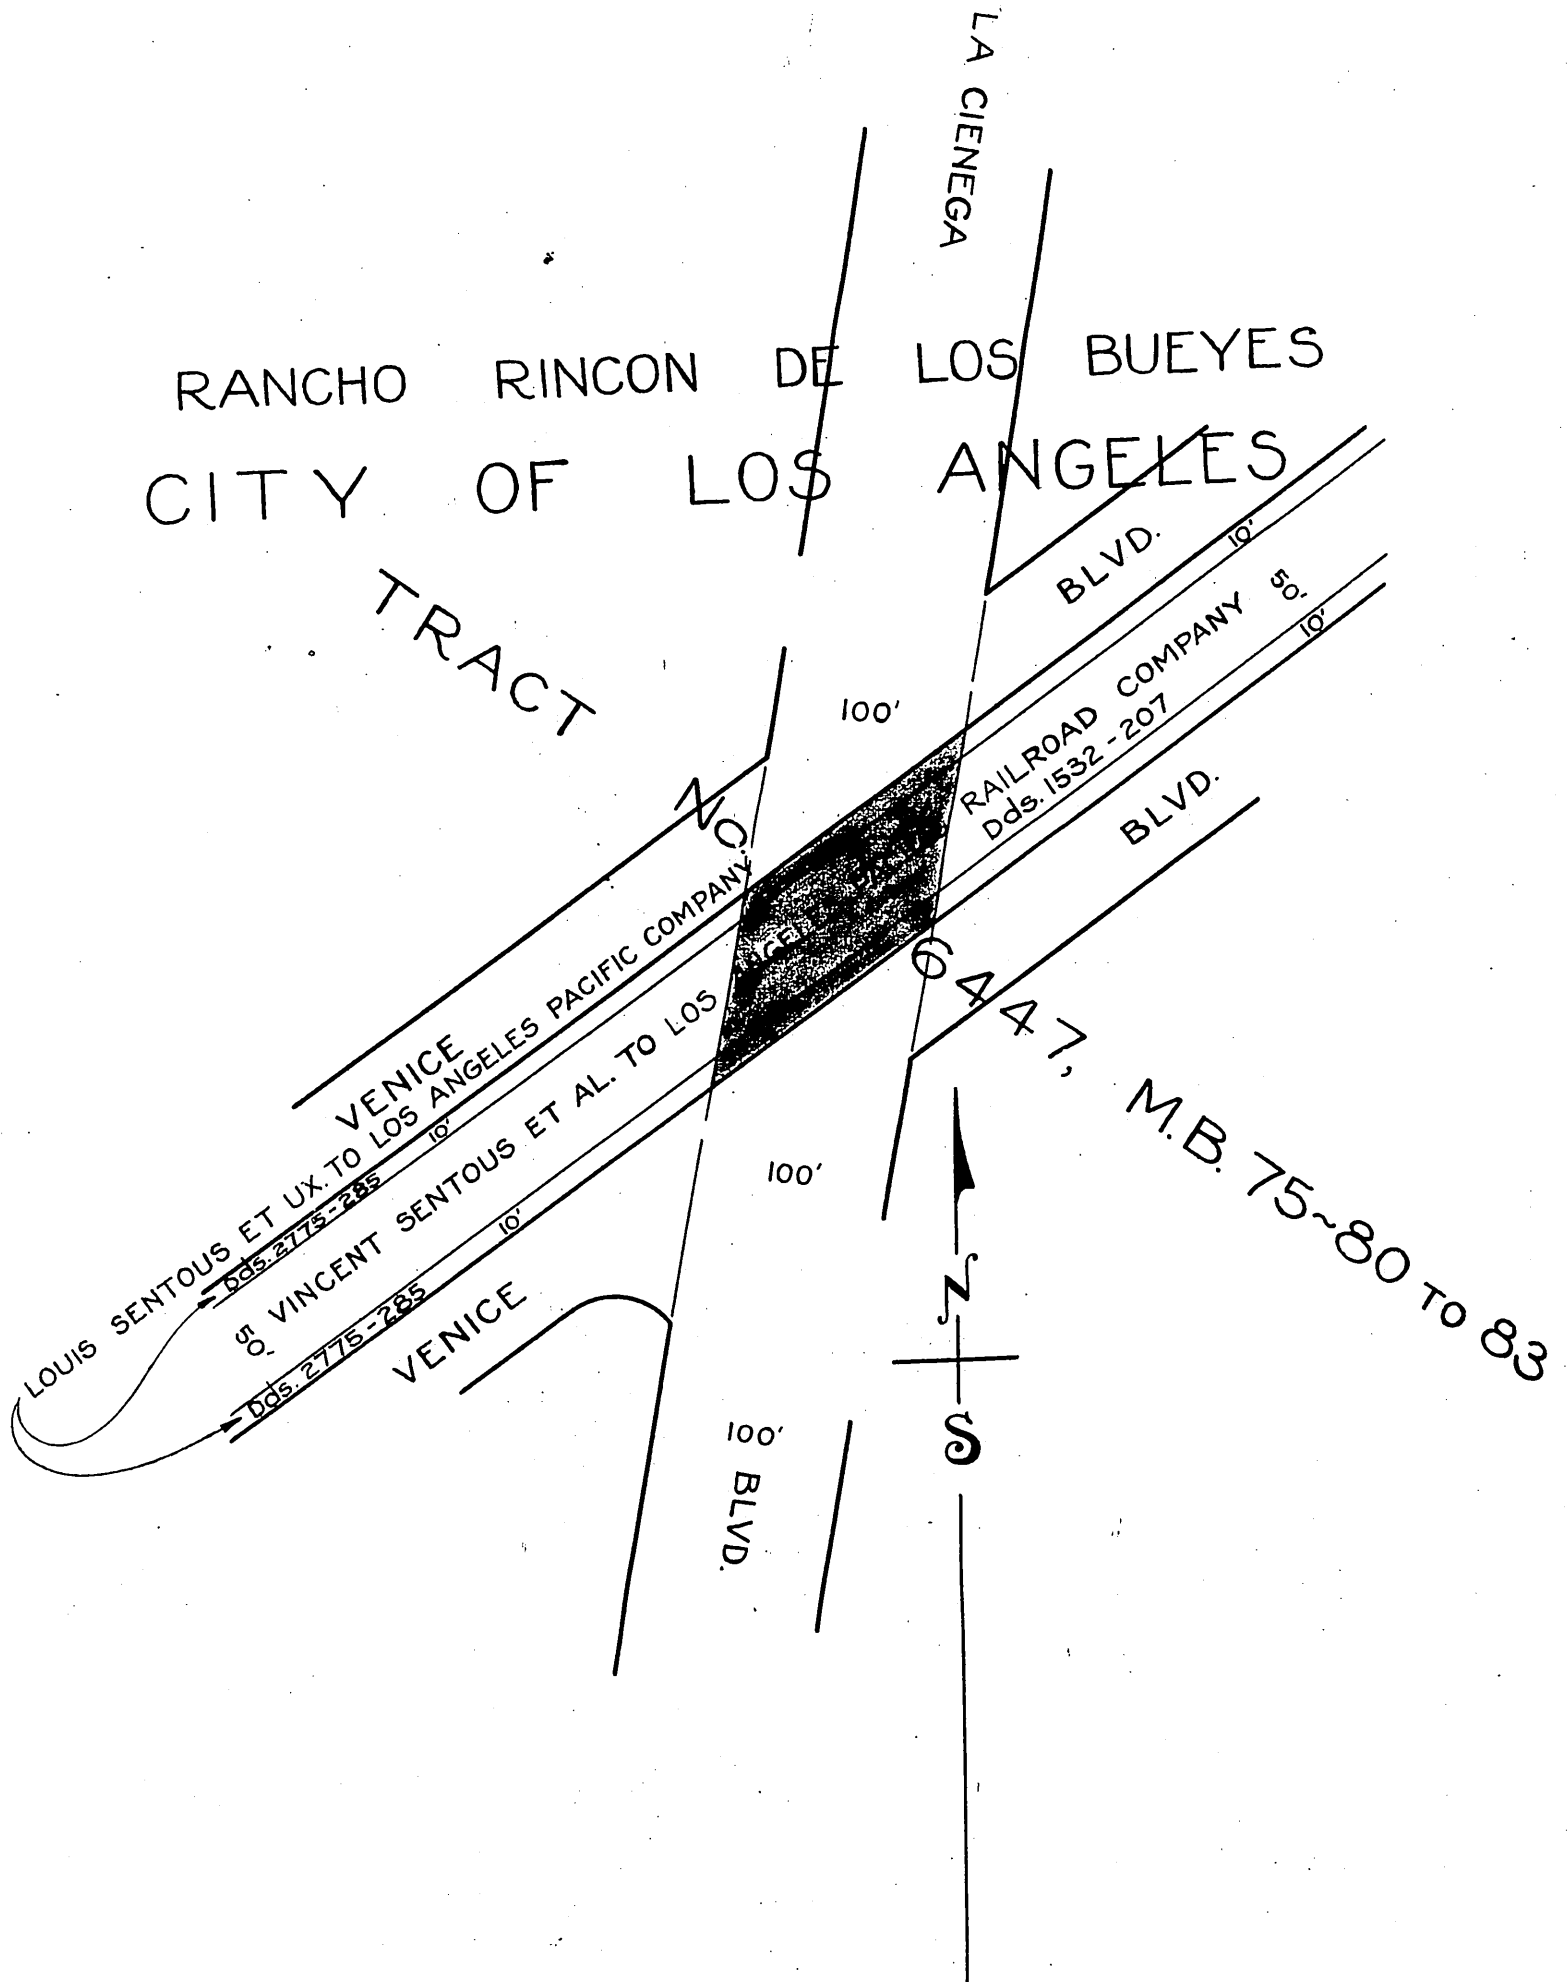 LA CIENEGA
RANCHO RINCON DE LOS BUEYES
CITY OF LOS ANGELES
TRACT NO. 6447, M.B. 75~80 TO 83
BLVD.
10'
50'
10'
100'
VINCENT SENTOUS ET AL. TO LOS ANGELES PACIFIC RAILROAD COMPANY
Dds. 1532-207
BLVD.
VENICE
LOUIS SENTOUS ET UX. TO LOS ANGELES PACIFIC COMPANY
10'
Dds. 2775-285
50'
10'
Dds. 2775-285
VENICE
100'
N
S
100'
BLVD.